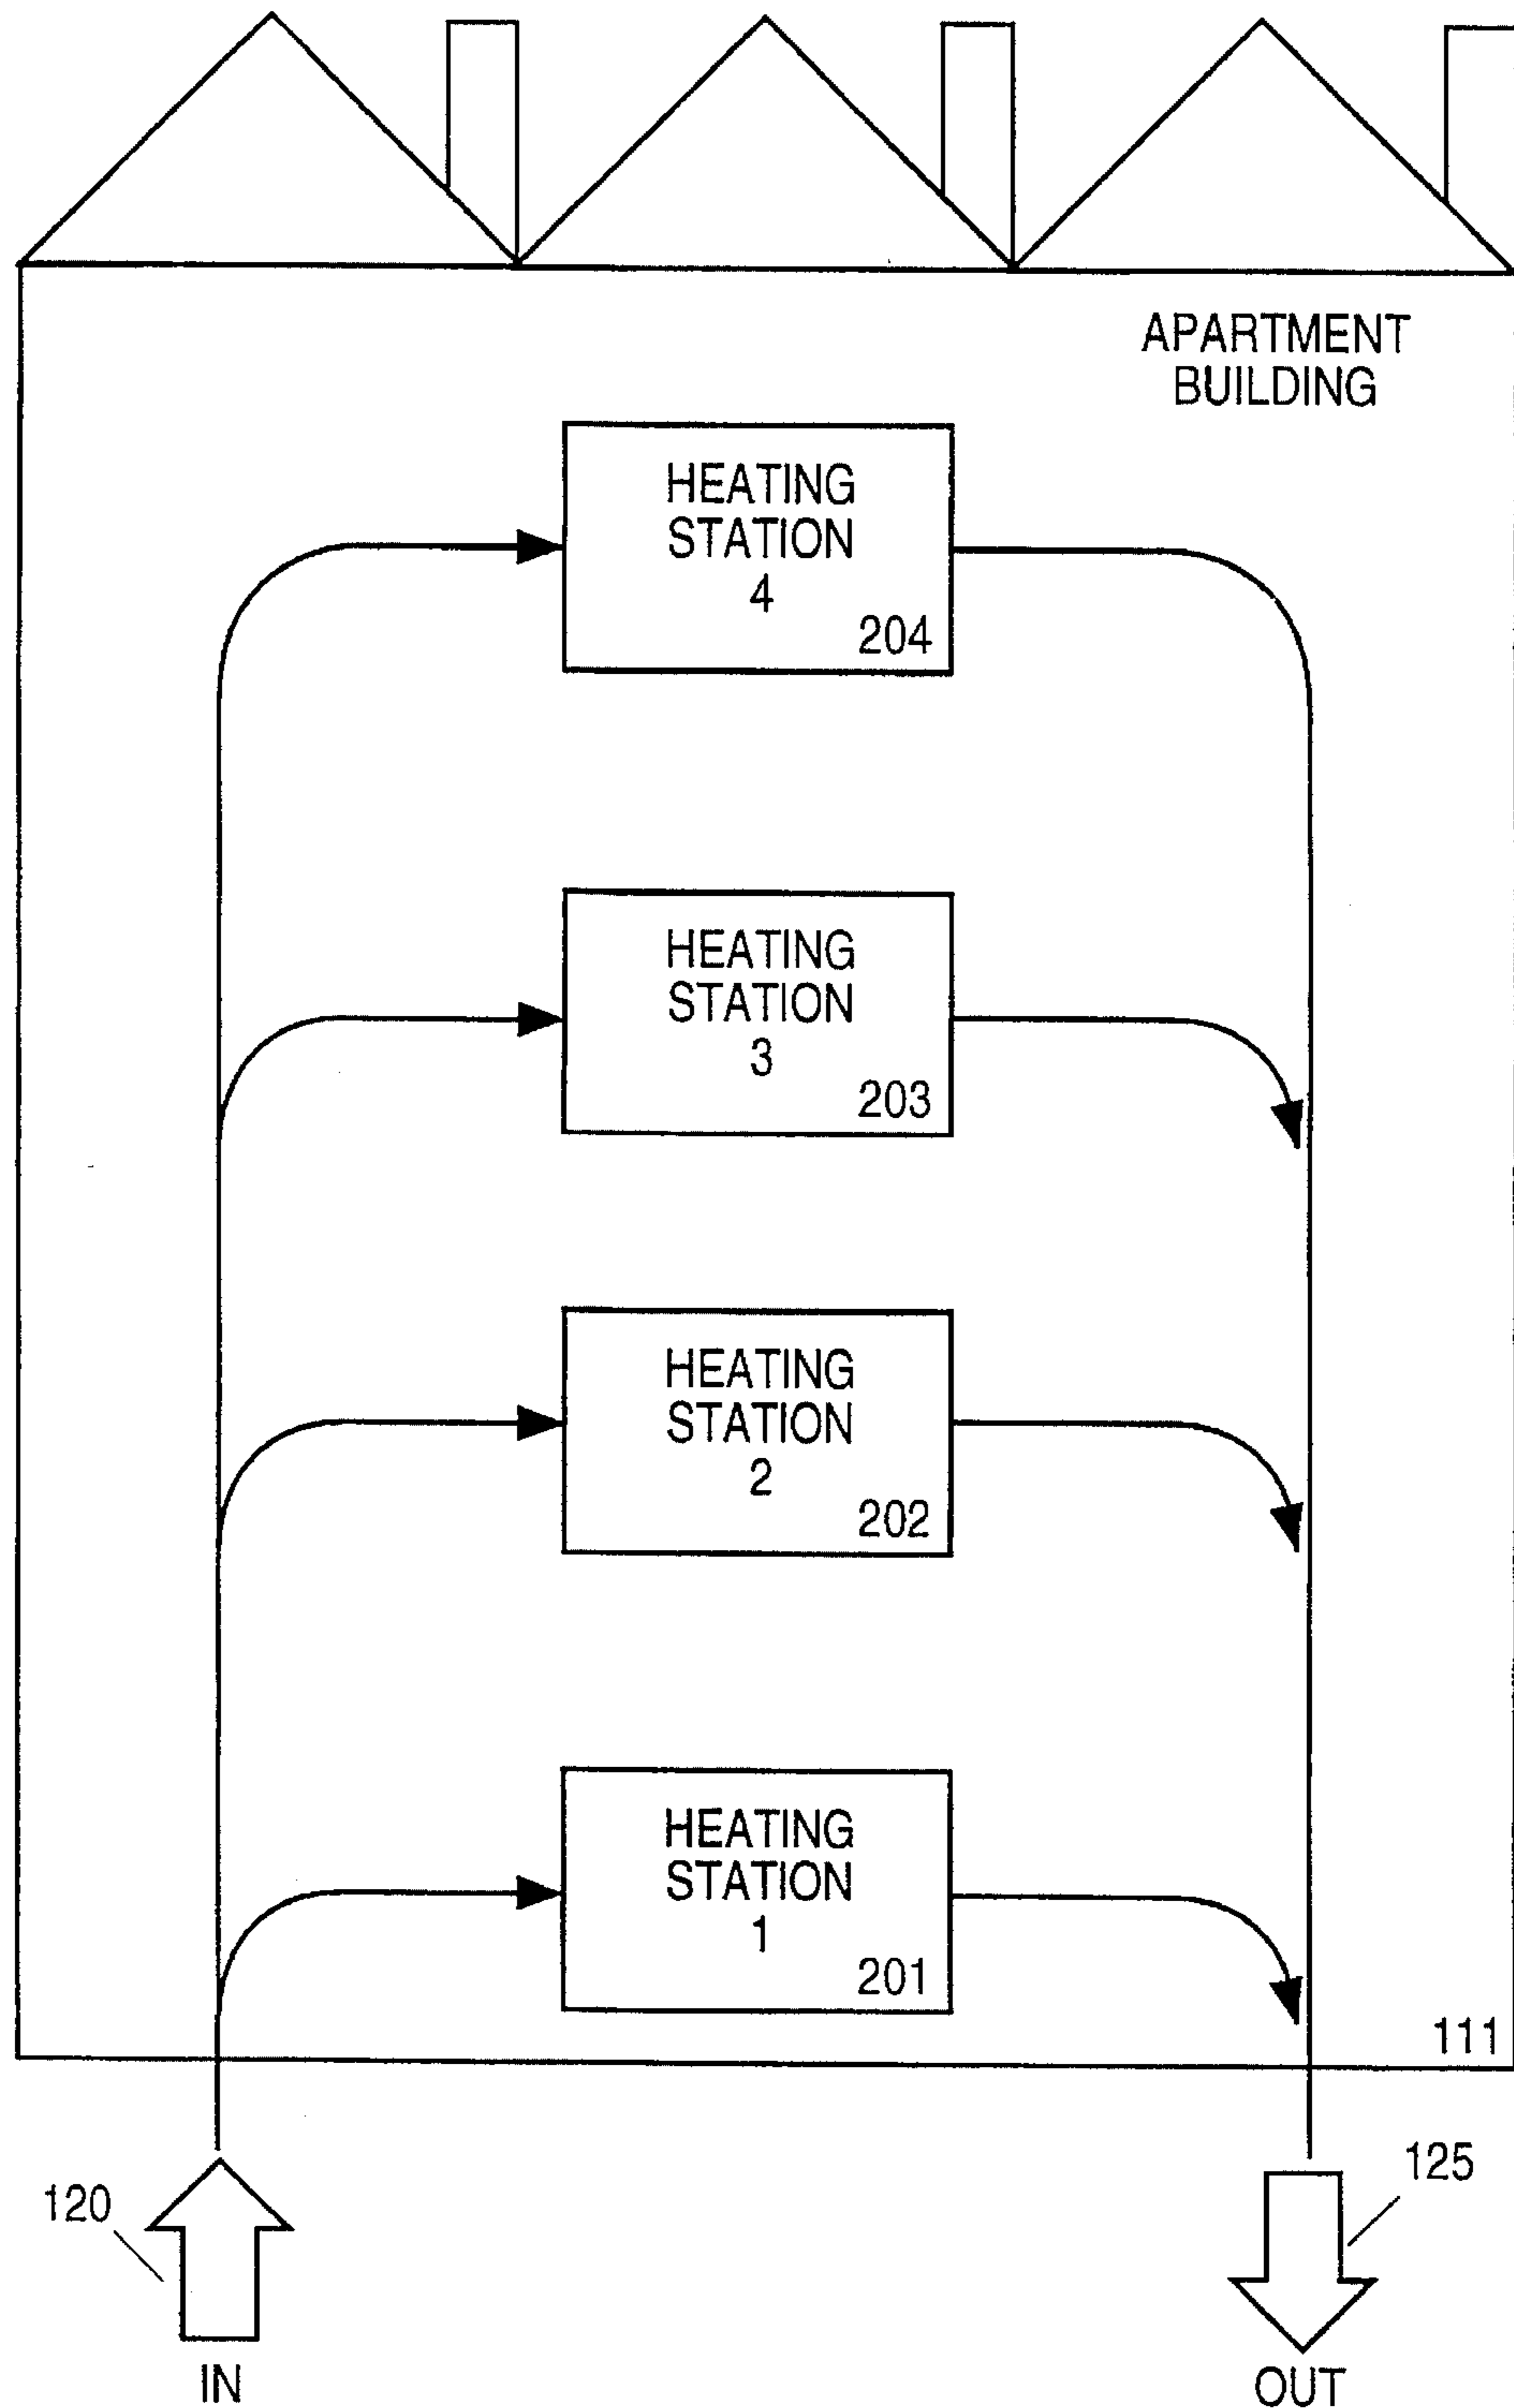 APARTMENT
BUILDING
HEATING
STATION
4
204
HEATING
STATION
3
203
HEATING
STATION
2
202
HEATING
STATION
1
201
111
120
125
IN
OUT